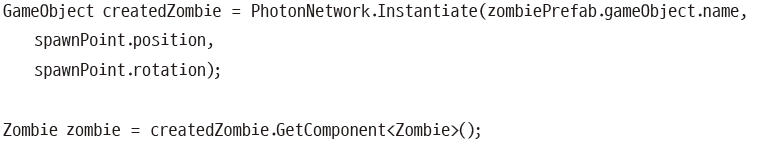 GameObject createdZombie = PhotonNetwork.Instantiate(zombiePrefab.gameObject.name,
spawnPoint.position,
spawnPoint.rotation);
Zombie zombie = createdZombie.GetComponent<Zombie>();